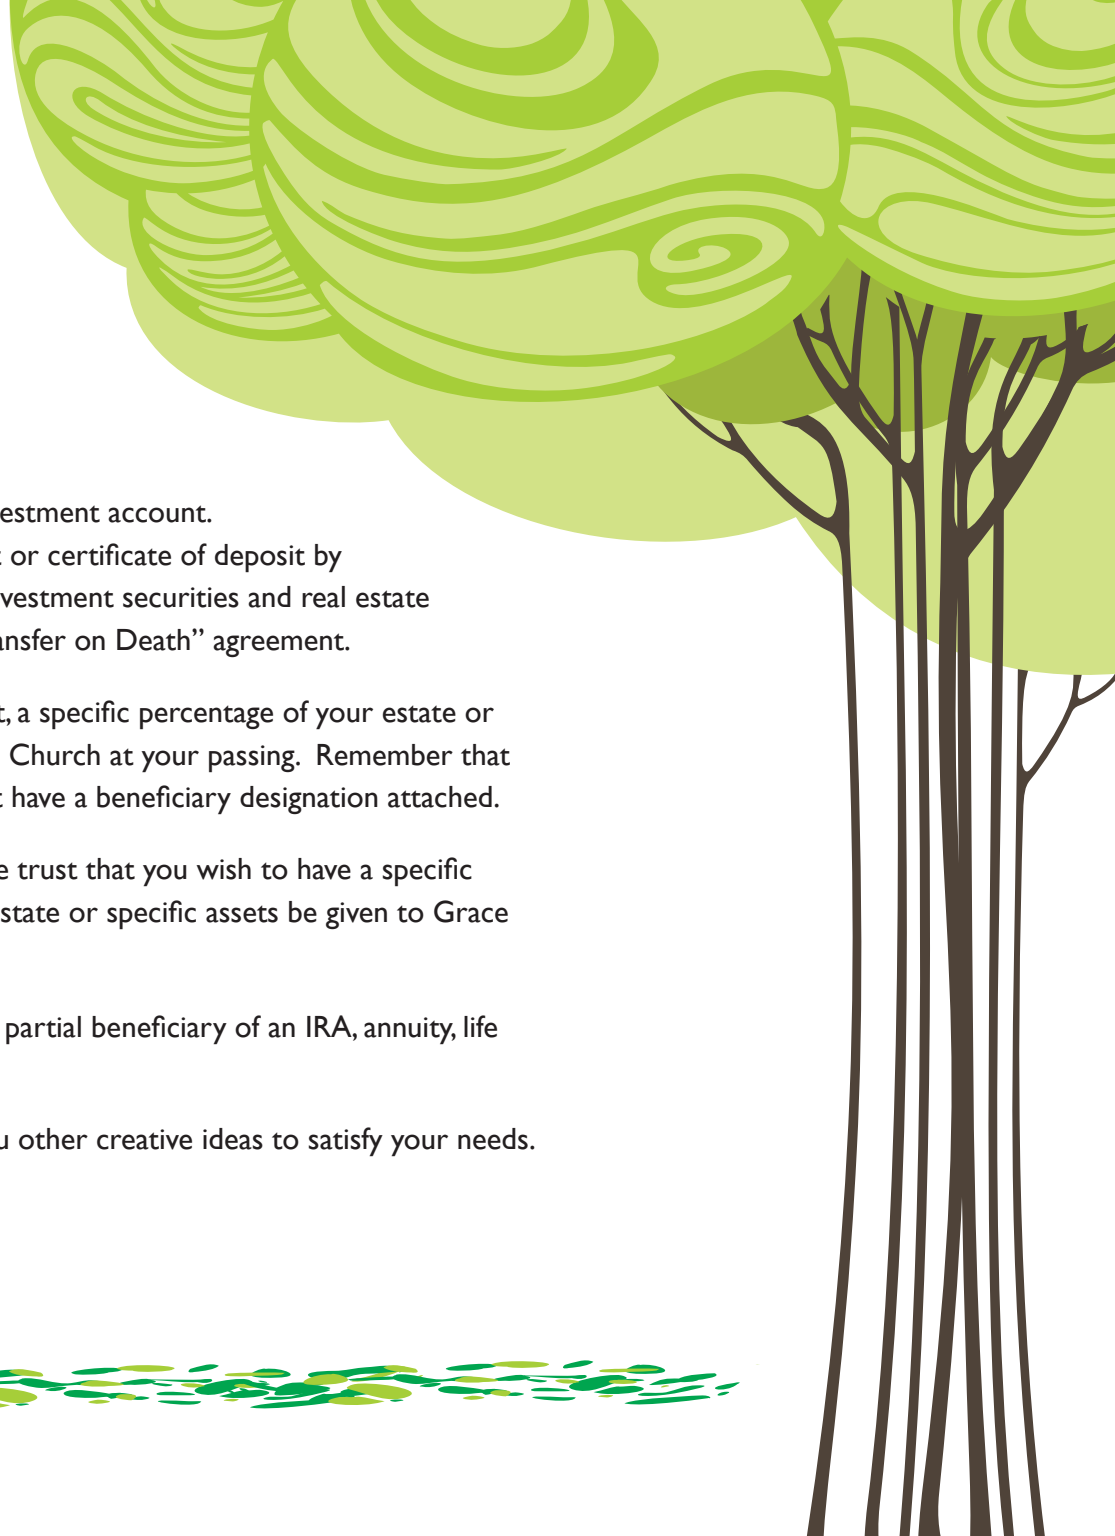 estment account.
or certificate of deposit by
vestment securities and real estate
ansfer on Death” agreement.
t, a specific percentage of your estate or
Church at your passing.  Remember that
t have a beneficiary designation attached.
e trust that you wish to have a specific
state or specific assets be given to Grace
partial beneficiary of an IRA, annuity, life
u other creative ideas to satisfy your needs.